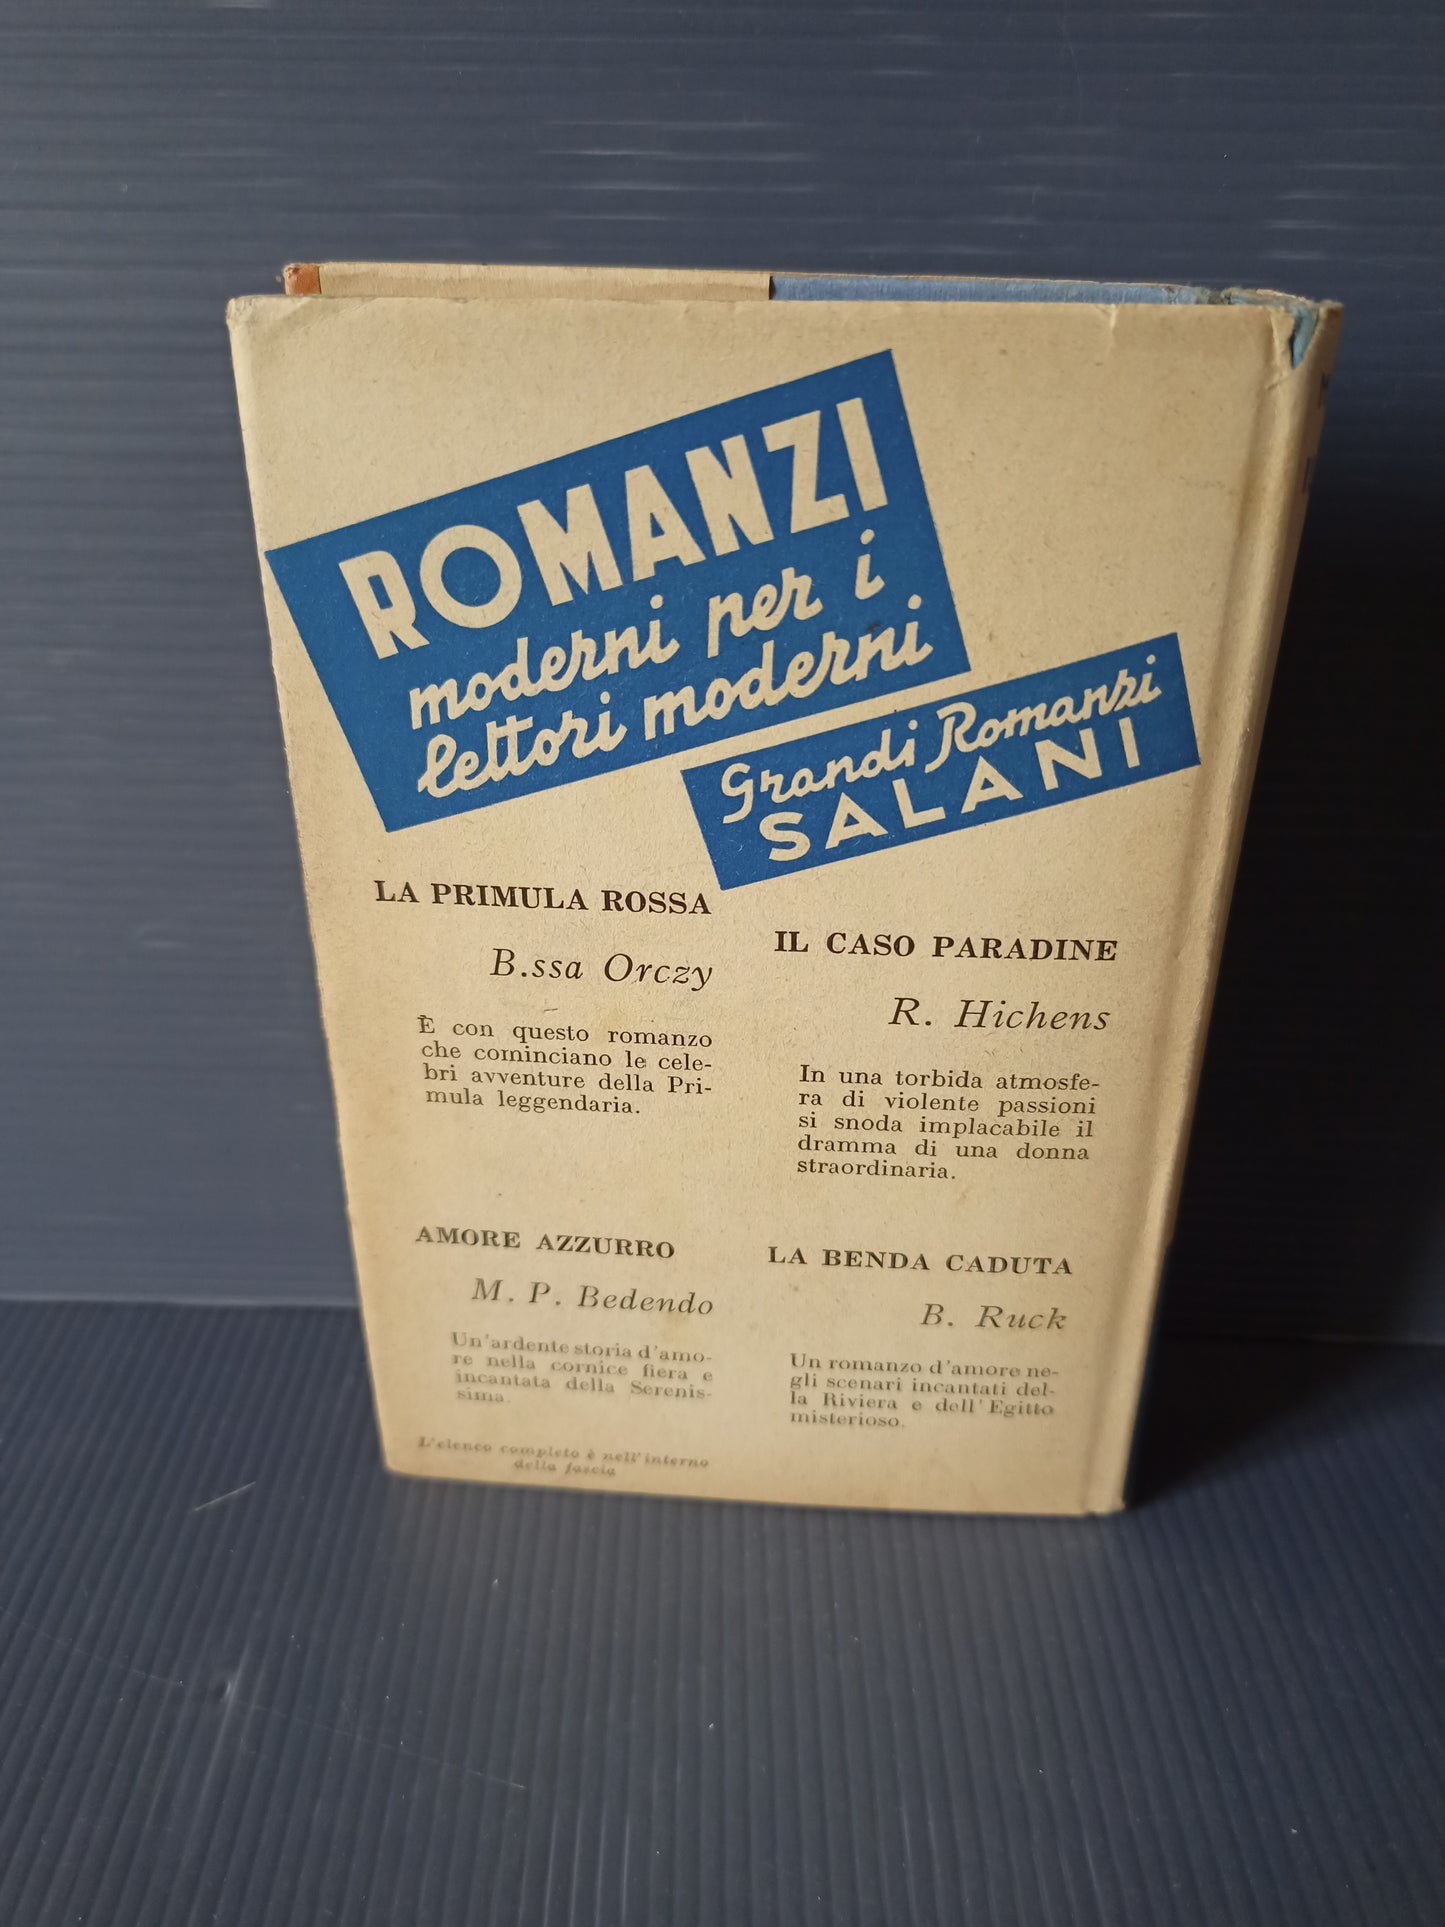 ROMANZI
moderni per i
lettori moderni
Grandi Romanzi
SALANI
LA PRIMULA ROSSA
B.ssa Orczy
È con questo romanzo
che cominciano le cele-
bri avventure della Pri-
mula leggendaria.
IL CASO PARADINE
R. Hichens
In una torbida atmosfe-
ra di violente passioni
si snoda implacabile il
dramma di una donna
straordinaria.
AMORE AZZURRO
M. P. Bedendo
Un'ardente storia d'amo-
re nella cornice fiera e
incantata della Serenis-
sima.
LA BENDA CADUTA
B. Ruck
Un romanzo d'amore ne-
gli scenari incantati del-
la Riviera e dell'Egitto
misterioso.
L'elenco completo è nell'interno
della fascia